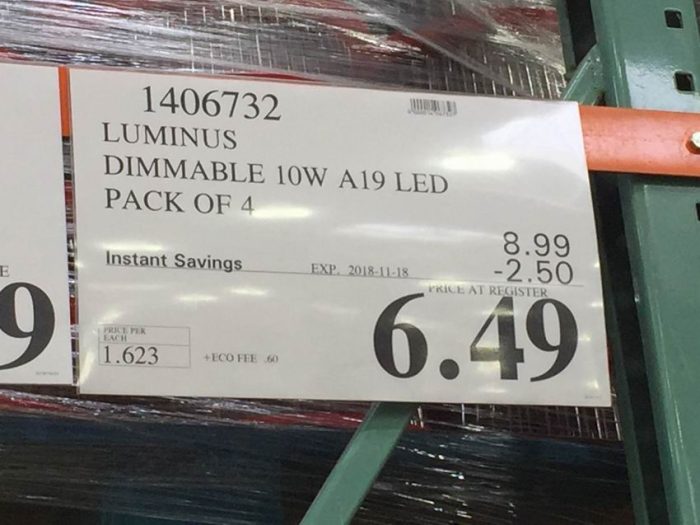 1406732
LUMINUS
DIMMABLE 10W A19 LED
PACK OF 4
8.99
Instant Savings EXP. 2018-11-18 -2.50
PRICE AT REGISTER
6.49
PRICE PER
EACH
1.623
+ECO FEE .60
E
9